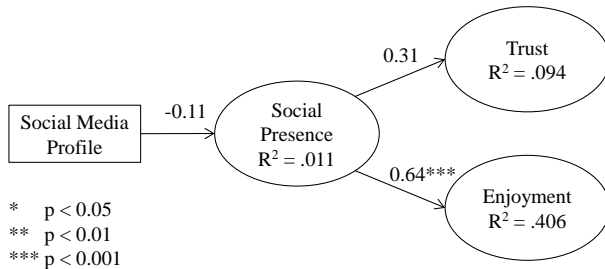 Social Media
Profile
-0.11
Social
Presence
R² = .011
0.31
Trust
R² = .094
0.64***
Enjoyment
R² = .406
* p < 0.05
** p < 0.01
*** p < 0.001